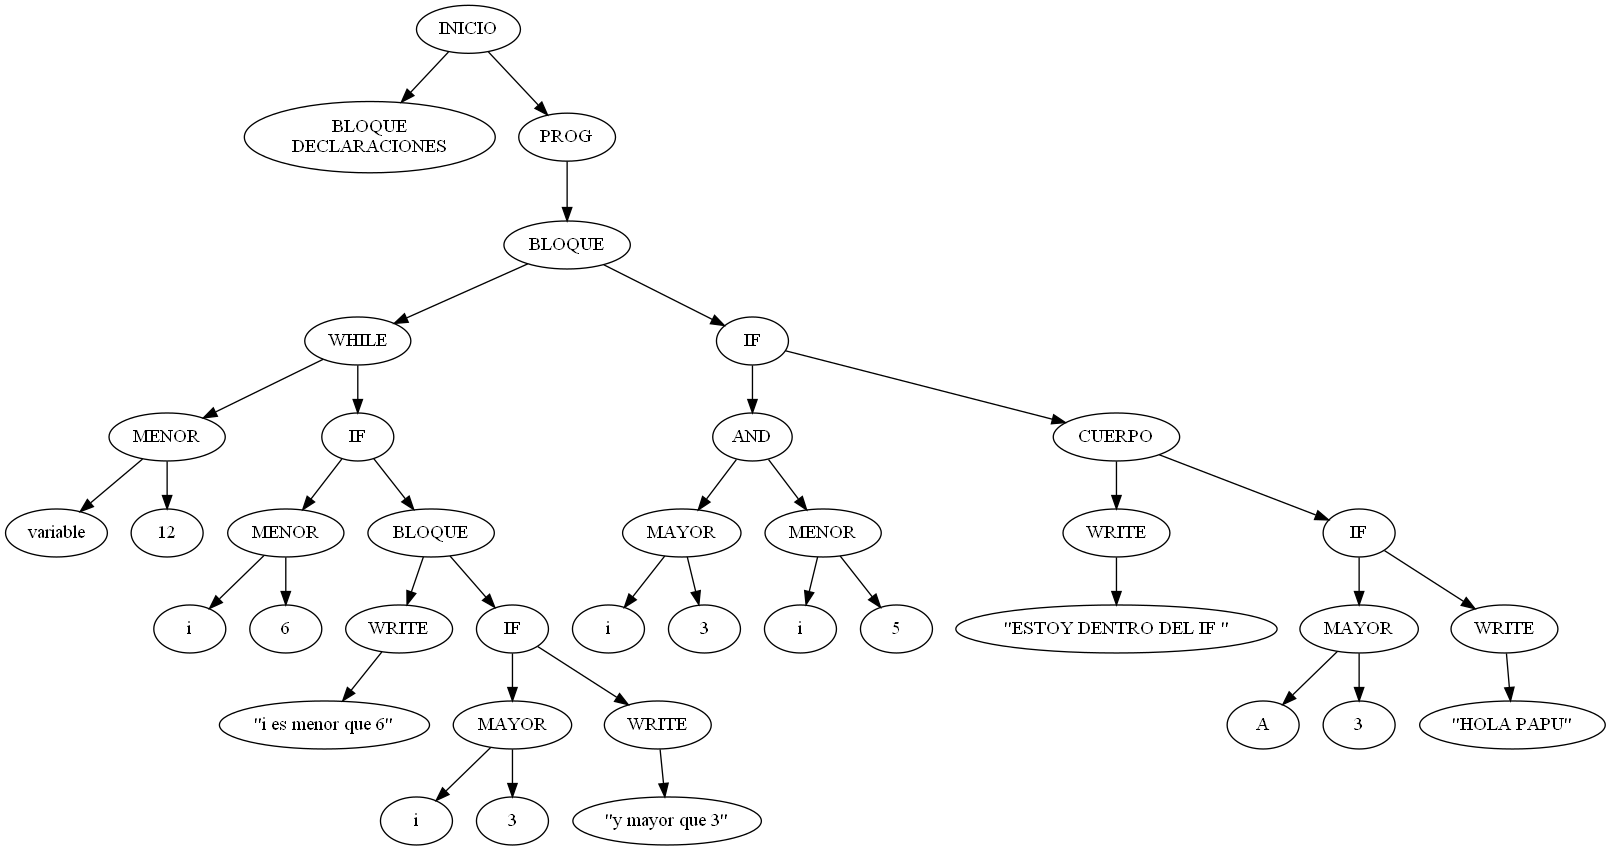 INICIO
BLOQUE
DECLARACIONES
PROG
BLOQUE
WHILE
IF
MENOR
IF
AND
CUERPO
variable
12
MENOR
BLOQUE
MAYOR
MENOR
WRITE
IF
i
6
WRITE
IF
i
3
i
5
"ESTOY DENTRO DEL IF "
MAYOR
WRITE
"i es menor que 6"
MAYOR
WRITE
A
3
"HOLA PAPU"
i
3
"y mayor que 3"